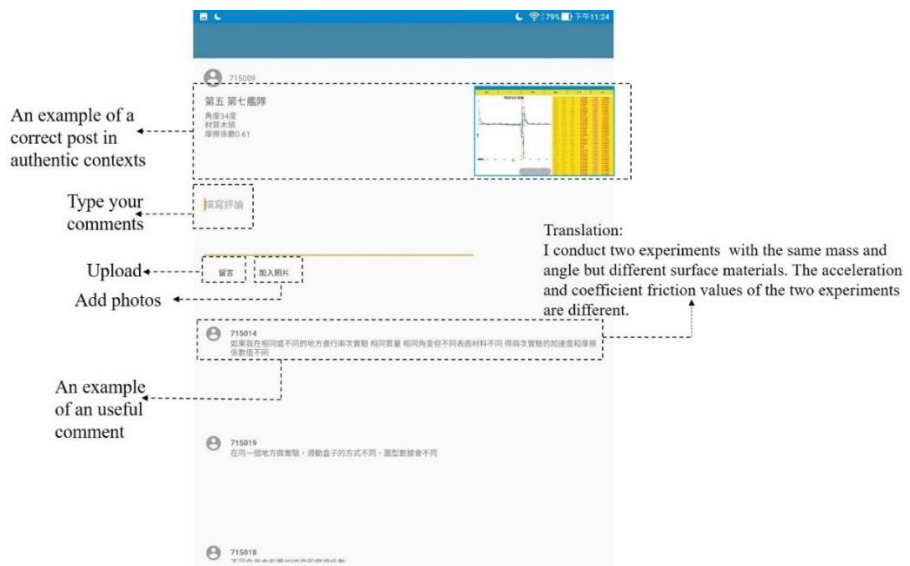 79% 下午11:24
715009
第五 第七艦隊
角度34度
材質木頭
摩擦係數0.61
An example of a
correct post in
authentic contexts
撰寫評論
Type your
comments
留言 加入照片
Upload
Add photos
Translation:
I conduct two experiments with the same mass and
angle but different surface materials. The acceleration
and coefficient friction values of the two experiments
are different.
715014
如果我在相同或不同的地方進行兩次實驗 相同質量 相同角度但不同表面材料不同 得兩次實驗的加速度和摩擦
係數值不同
An example
of an useful
comment
715019
在同一個地方做實驗，滑動盒子的方式不同，圖型數據會不同
715018